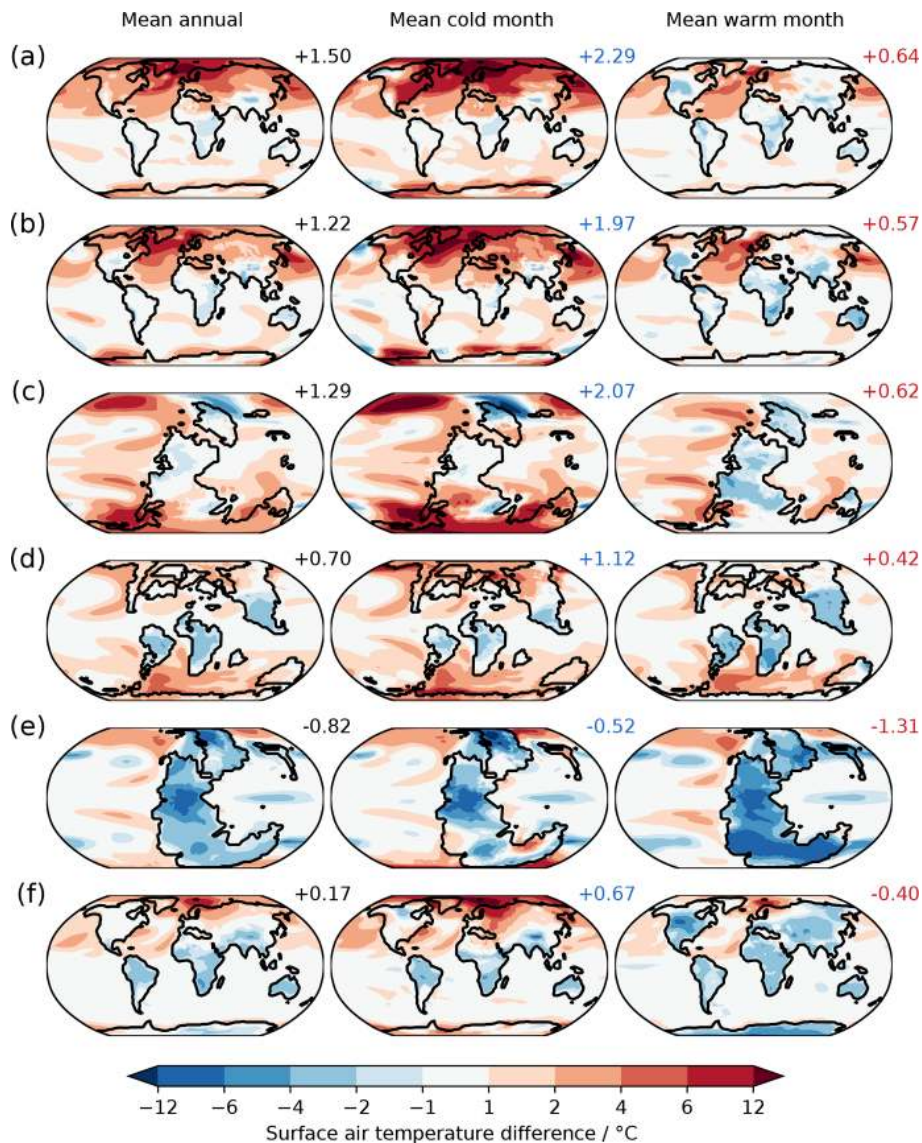 Mean annual Mean cold month Mean warm month
(a) +1.50 +2.29 +0.64
(b) +1.22 +1.97 +0.57
(c) +1.29 +2.07 +0.62
(d) +0.70 +1.12 +0.42
(e) -0.82 -0.52 -1.31
(f) +0.17 +0.67 -0.40
−12 −6 −4 −2 −1 1 2 4 6 12
Surface air temperature difference / °C